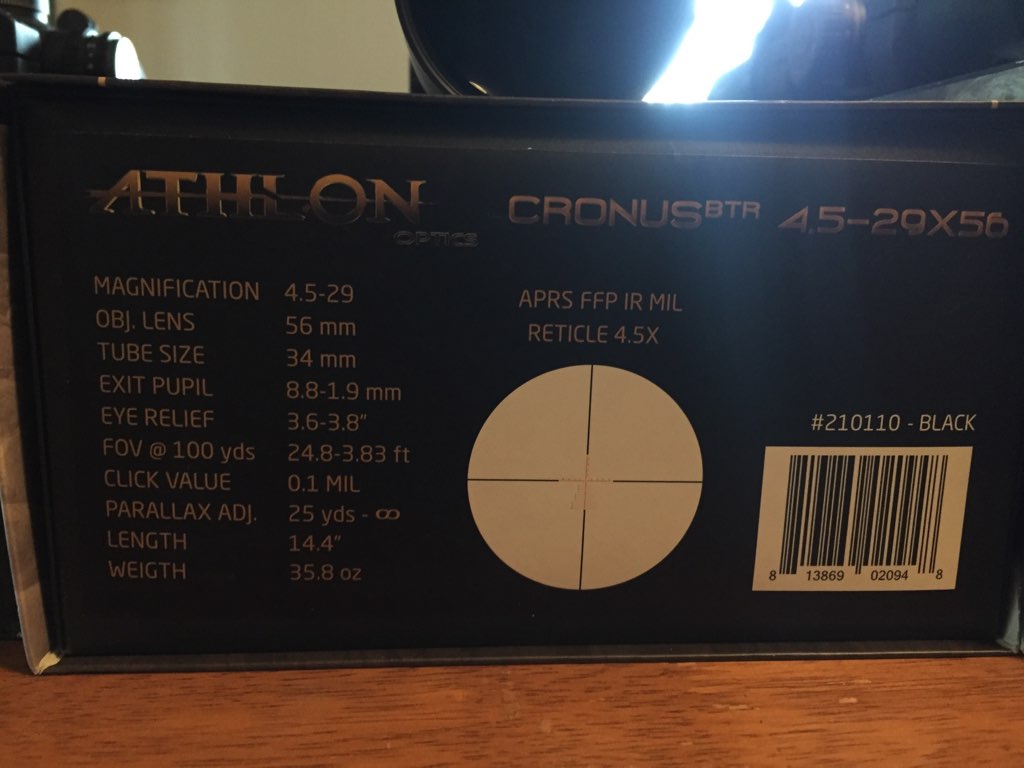 ATHLON
OPTICS
CRONUS BTR 4.5-29X56
MAGNIFICATION 4.5-29
OBJ. LENS 56 mm
TUBE SIZE 34 mm
EXIT PUPIL 8.8-1.9 mm
EYE RELIEF 3.6-3.8"
FOV @ 100 yds 24.8-3.83 ft
CLICK VALUE 0.1 MIL
PARALLAX ADJ. 25 yds - ∞
LENGTH 14.4"
WEIGTH 35.8 oz
APRS FFP IR MIL
RETICLE 4.5X
#210110 - BLACK
8 13869 02094 8